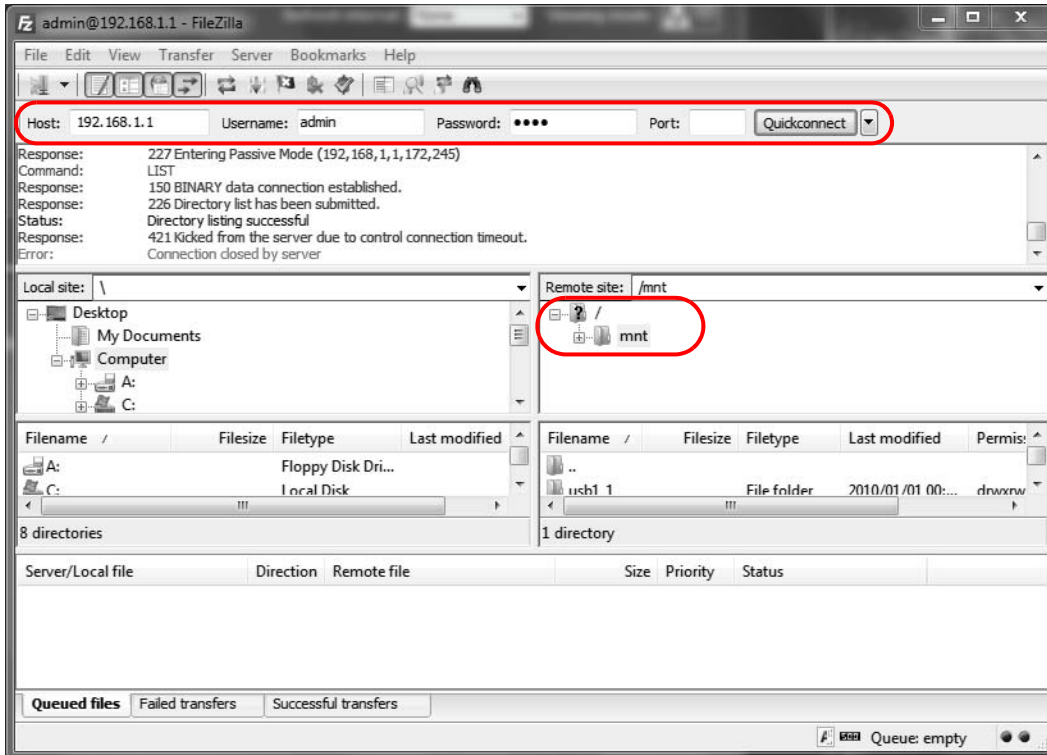 admin@192.168.1.1 - FileZilla
File Edit View Transfer Server Bookmarks Help
Host: 192.168.1.1 Username: admin Password: •••• Port: Quickconnect
Response: 227 Entering Passive Mode (192,168,1,1,172,245)
Command: LIST
Response: 150 BINARY data connection established.
Response: 226 Directory list has been submitted.
Status: Directory listing successful
Response: 421 Kicked from the server due to control connection timeout.
Error: Connection closed by server
Local site: \
Remote site: /mnt
Desktop
My Documents
Computer
A:
C:
/
mnt
Filename / Filesize Filetype Last modified
A: Floppy Disk Dri...
C: Local Disk
8 directories
Filename / Filesize Filetype Last modified Permis
..
usb1_1 File folder 2010/01/01 00:... drwxrw
1 directory
Server/Local file Direction Remote file Size Priority Status
Queued files Failed transfers Successful transfers
Queue: empty